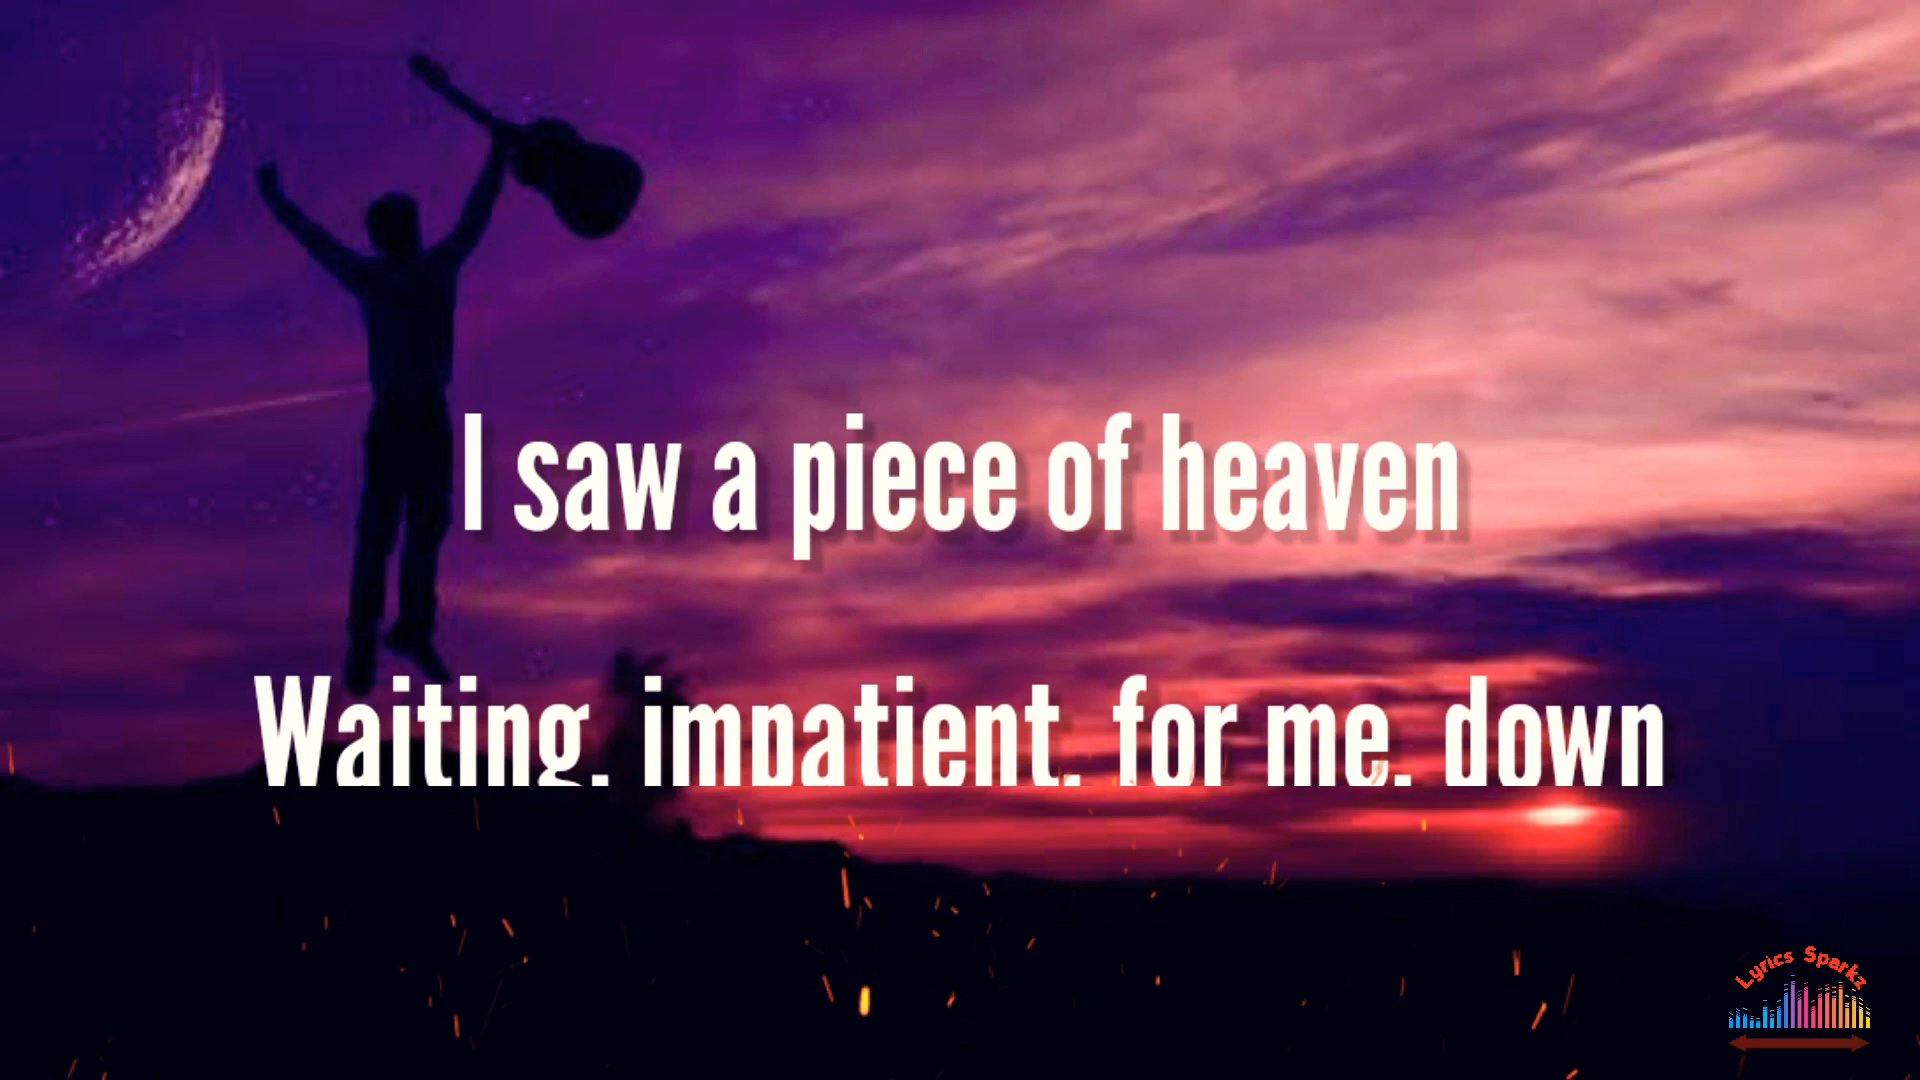 I saw a piece of heaven
Waiting, impatient, for me, down
Lyrics Sparkz